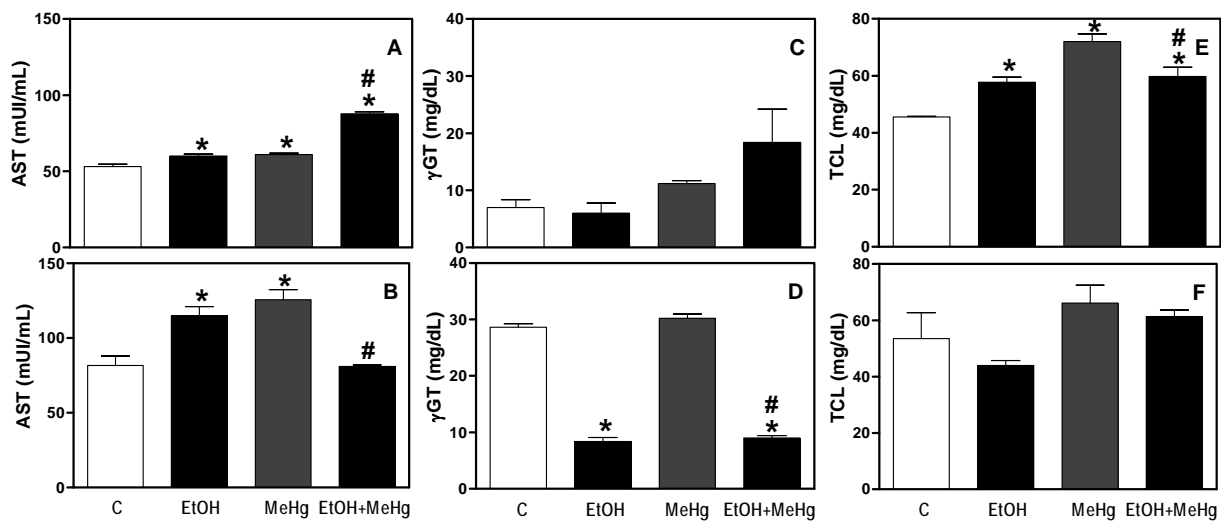 150
100
50
0
AST (mUI/mL)
A
*
*
#
*
40
30
20
10
0
γGT (mg/dL)
C
80
60
40
20
0
TCL (mg/dL)
E
*
*
#
*
150
100
50
0
AST (mUI/mL)
B
*
*
#
C EtOH MeHg EtOH+MeHg
40
30
20
10
0
γGT (mg/dL)
D
*
#
*
C EtOH MeHg EtOH+MeHg
80
60
40
20
0
TCL (mg/dL)
F
C EtOH MeHg EtOH+MeHg